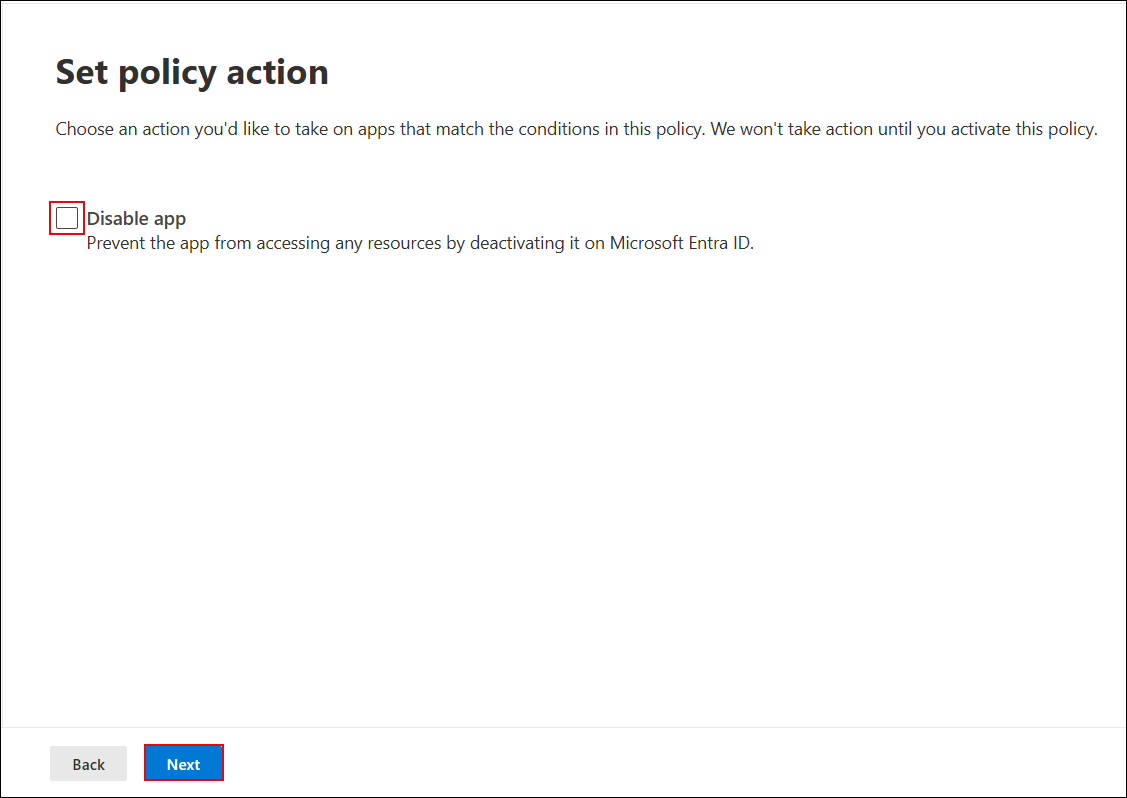 Set policy action
Choose an action you'd like to take on apps that match the conditions in this policy. We won't take action until you activate this policy.
Disable app
Prevent the app from accessing any resources by deactivating it on Microsoft Entra ID.
Back
Next